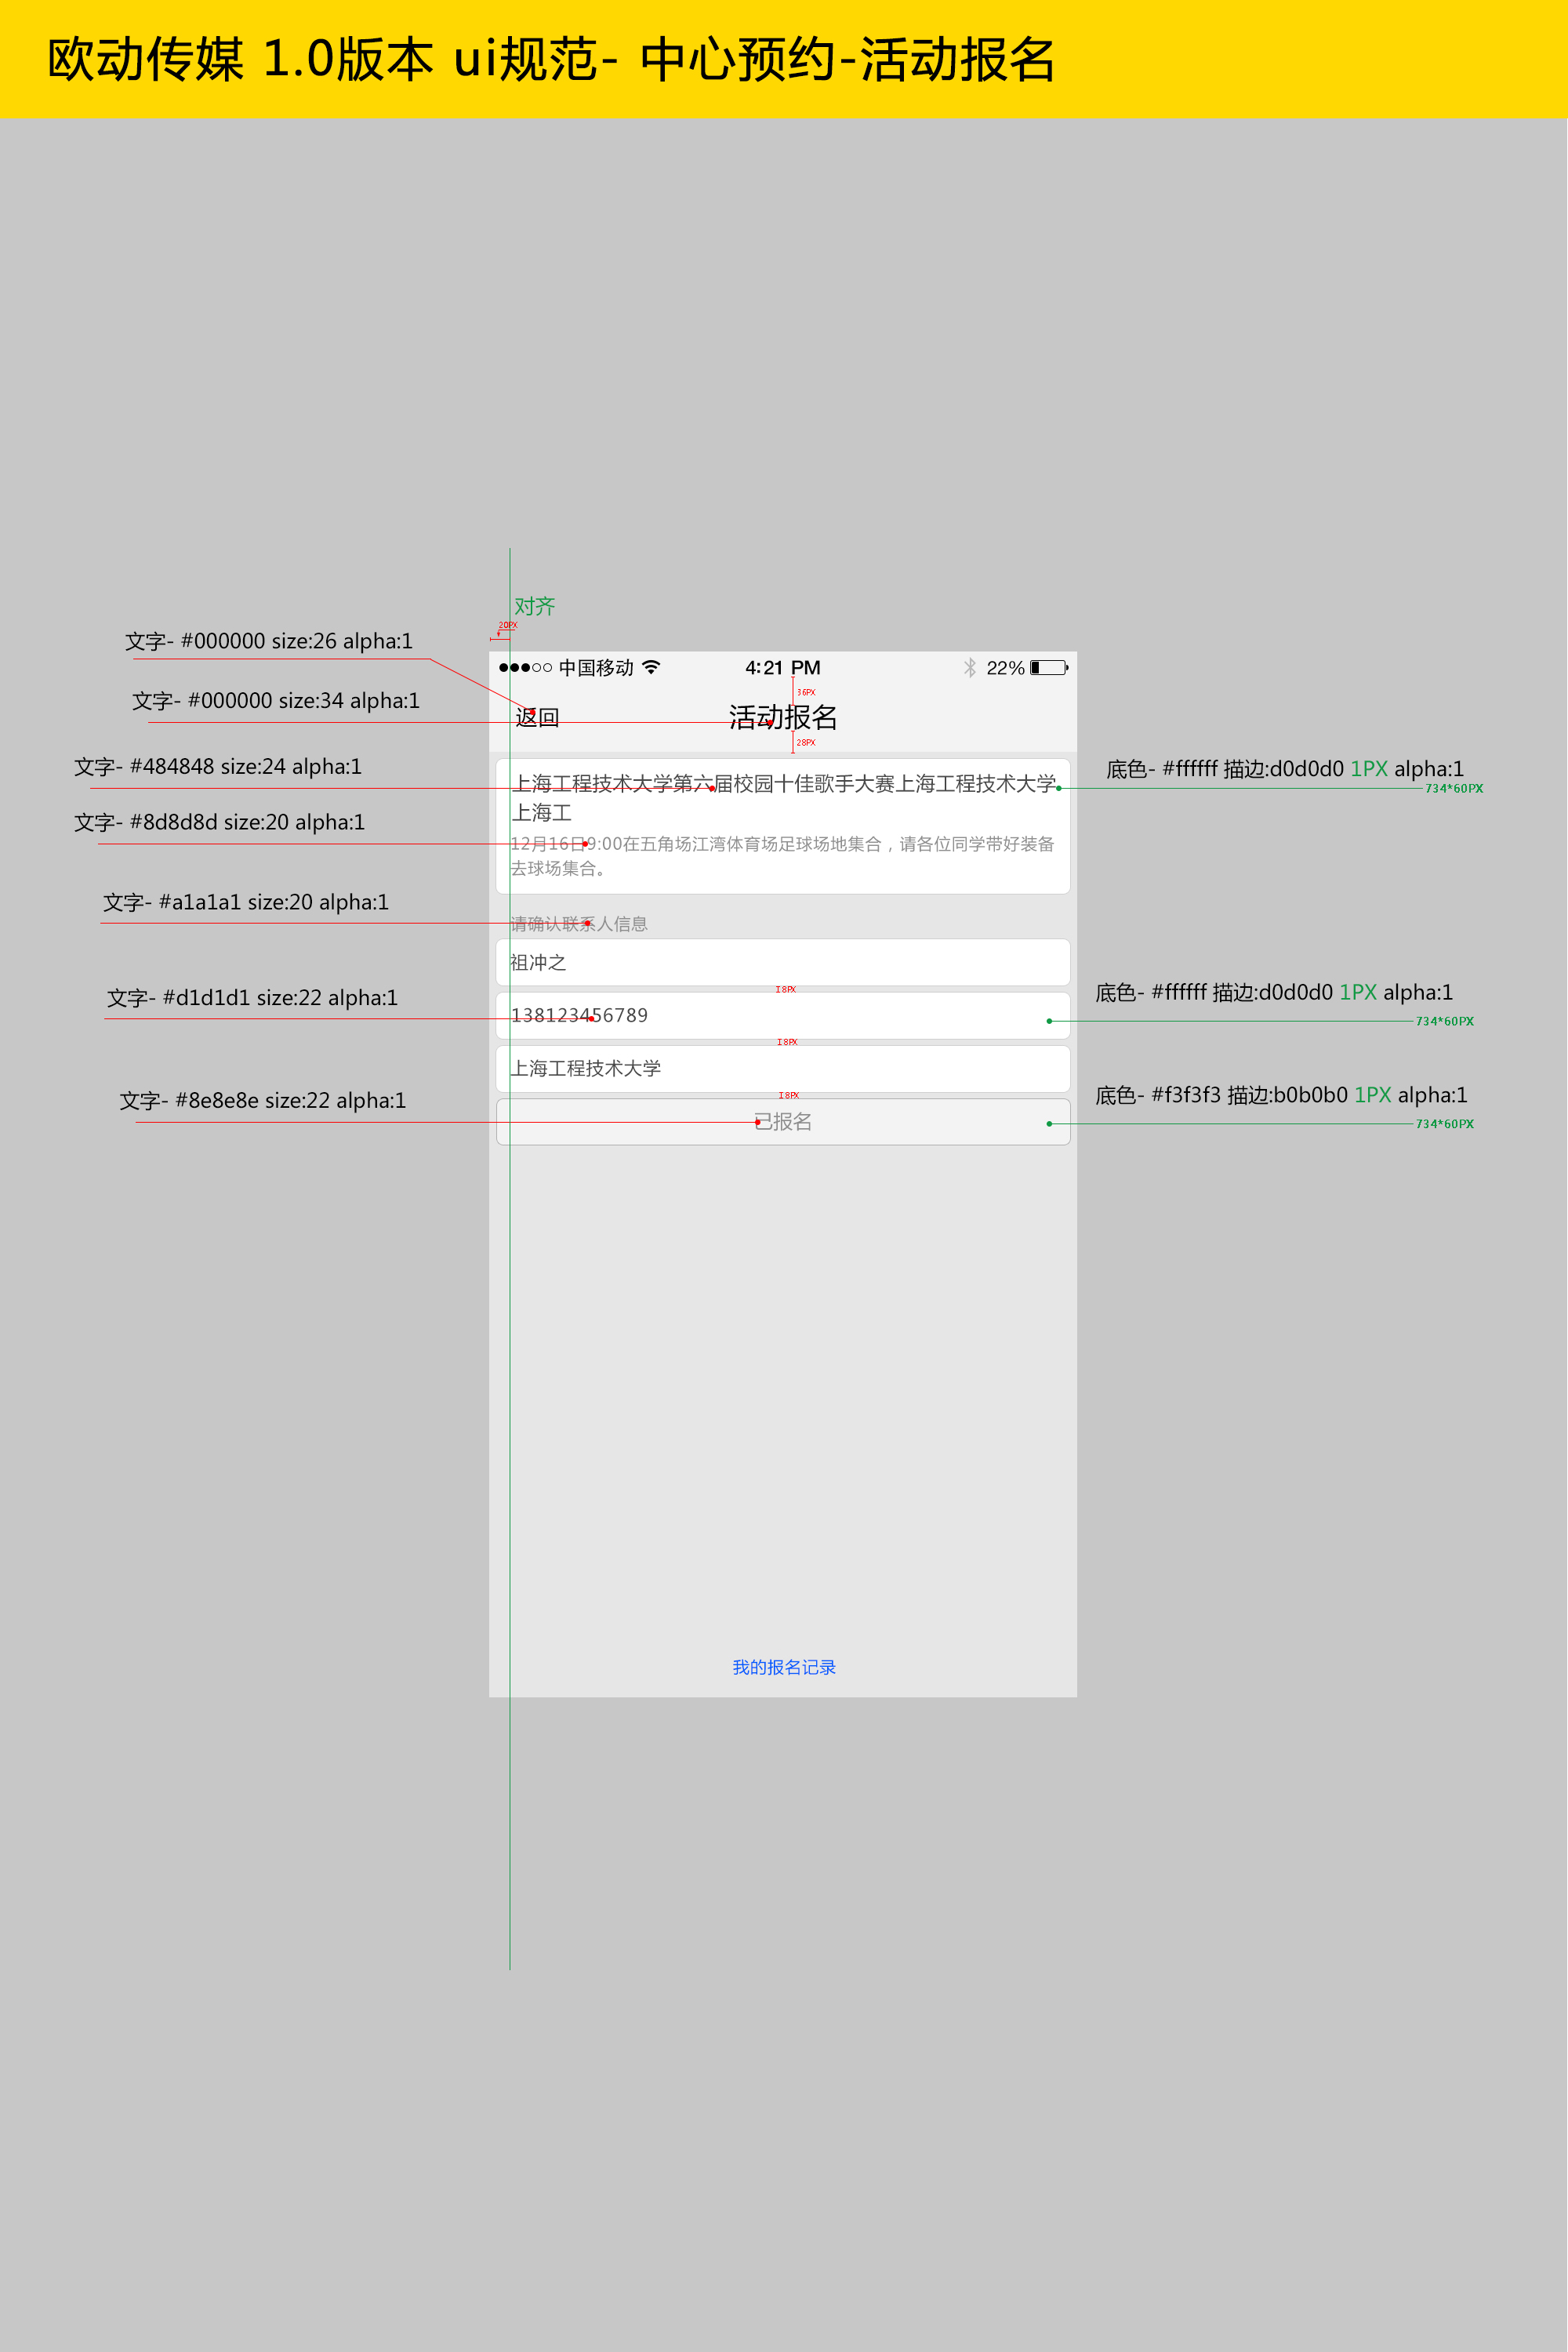 欧动传媒 1.0版本 ui规范- 中心预约-活动报名
对齐
20PX
文字- #000000 size:26 alpha:1
中国移动 4:21 PM 22%
36PX
文字- #000000 size:34 alpha:1
返回 活动报名
28PX
文字- #484848 size:24 alpha:1
底色- #ffffff 描边:d0d0d0 1PX alpha:1
734*60PX
上海工程技术大学第六届校园十佳歌手大赛上海工程技术大学
上海工
文字- #8d8d8d size:20 alpha:1
12月16日9:00在五角场江湾体育场足球场地集合，请各位同学带好装备
去球场集合。
文字- #a1a1a1 size:20 alpha:1
请确认联系人信息
祖冲之
8PX
文字- #d1d1d1 size:22 alpha:1
底色- #ffffff 描边:d0d0d0 1PX alpha:1
138123456789
734*60PX
8PX
上海工程技术大学
8PX
文字- #8e8e8e size:22 alpha:1
底色- #f3f3f3 描边:b0b0b0 1PX alpha:1
已报名
734*60PX
我的报名记录